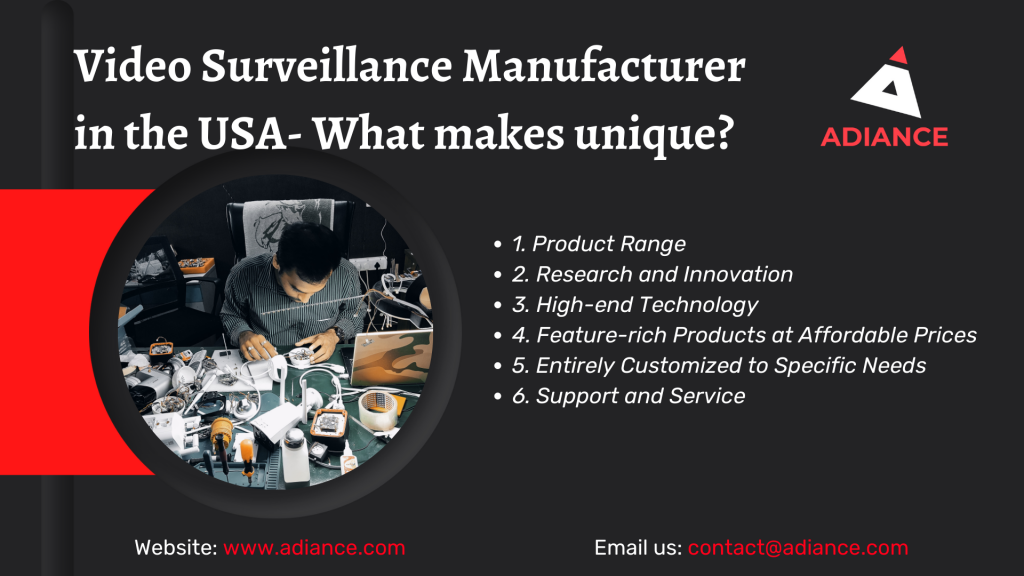 Video Surveillance Manufacturer
in the USA- What makes unique?
ADIANCE
• 1. Product Range
• 2. Research and Innovation
• 3. High-end Technology
• 4. Feature-rich Products at Affordable Prices
• 5. Entirely Customized to Specific Needs
• 6. Support and Service
Website: www.adiance.com
Email us: contact@adiance.com